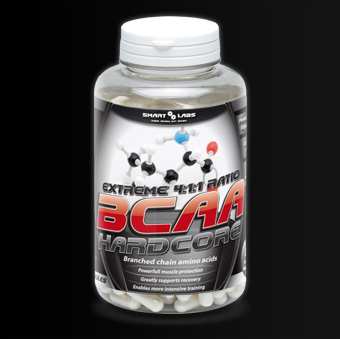 SMART LABS
EXTREME 4:1:1 RATIO
BCAA
HARDCORE
Branched chain amino acids
Powerfull muscle protection
Greatly supports recovery
Enables more intensive training